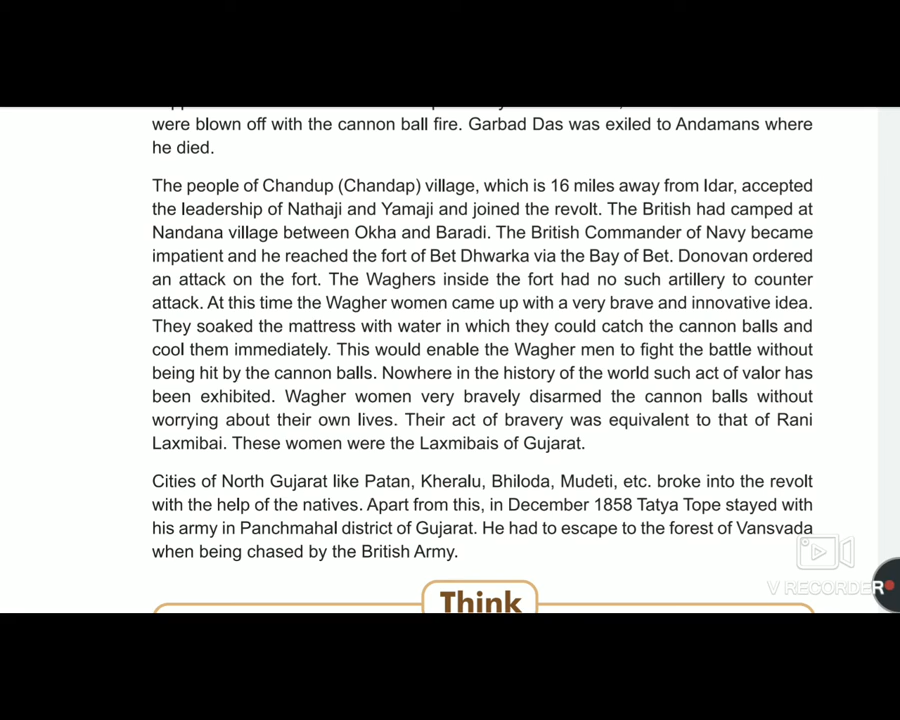 were blown off with the cannon ball fire. Garbad Das was exiled to Andamans where
he died.
The people of Chandup (Chandap) village, which is 16 miles away from Idar, accepted
the leadership of Nathaji and Yamaji and joined the revolt. The British had camped at
Nandana village between Okha and Baradi. The British Commander of Navy became
impatient and he reached the fort of Bet Dhwarka via the Bay of Bet. Donovan ordered
an attack on the fort. The Waghers inside the fort had no such artillery to counter
attack. At this time the Wagher women came up with a very brave and innovative idea.
They soaked the mattress with water in which they could catch the cannon balls and
cool them immediately. This would enable the Wagher men to fight the battle without
being hit by the cannon balls. Nowhere in the history of the world such act of valor has
been exhibited. Wagher women very bravely disarmed the cannon balls without
worrying about their own lives. Their act of bravery was equivalent to that of Rani
Laxmibai. These women were the Laxmibais of Gujarat.
Cities of North Gujarat like Patan, Kheralu, Bhiloda, Mudeti, etc. broke into the revolt
with the help of the natives. Apart from this, in December 1858 Tatya Tope stayed with
his army in Panchmahal district of Gujarat. He had to escape to the forest of Vansvada
when being chased by the British Army.
V RECORDER
Think